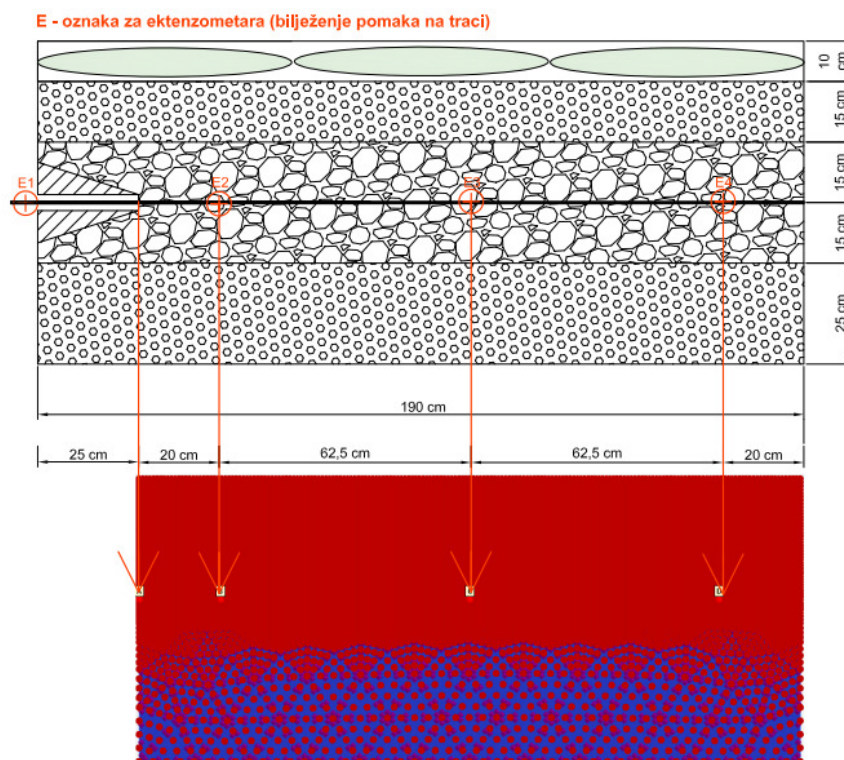 E - oznaka za ektenzometara (bilježenje pomaka na traci)
10 cm
15 cm
15 cm
E1 E2 E3 E4
15 cm
25 cm
190 cm
25 cm 20 cm 62,5 cm 62,5 cm 20 cm